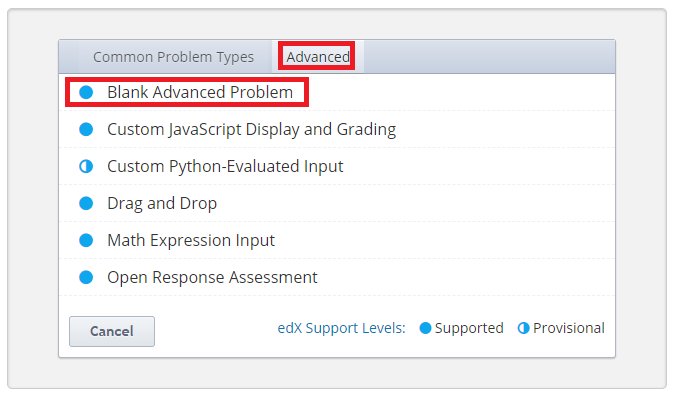 Common Problem Types Advanced
Blank Advanced Problem
Custom JavaScript Display and Grading
Custom Python-Evaluated Input
Drag and Drop
Math Expression Input
Open Response Assessment
Cancel edX Support Levels: Supported Provisional